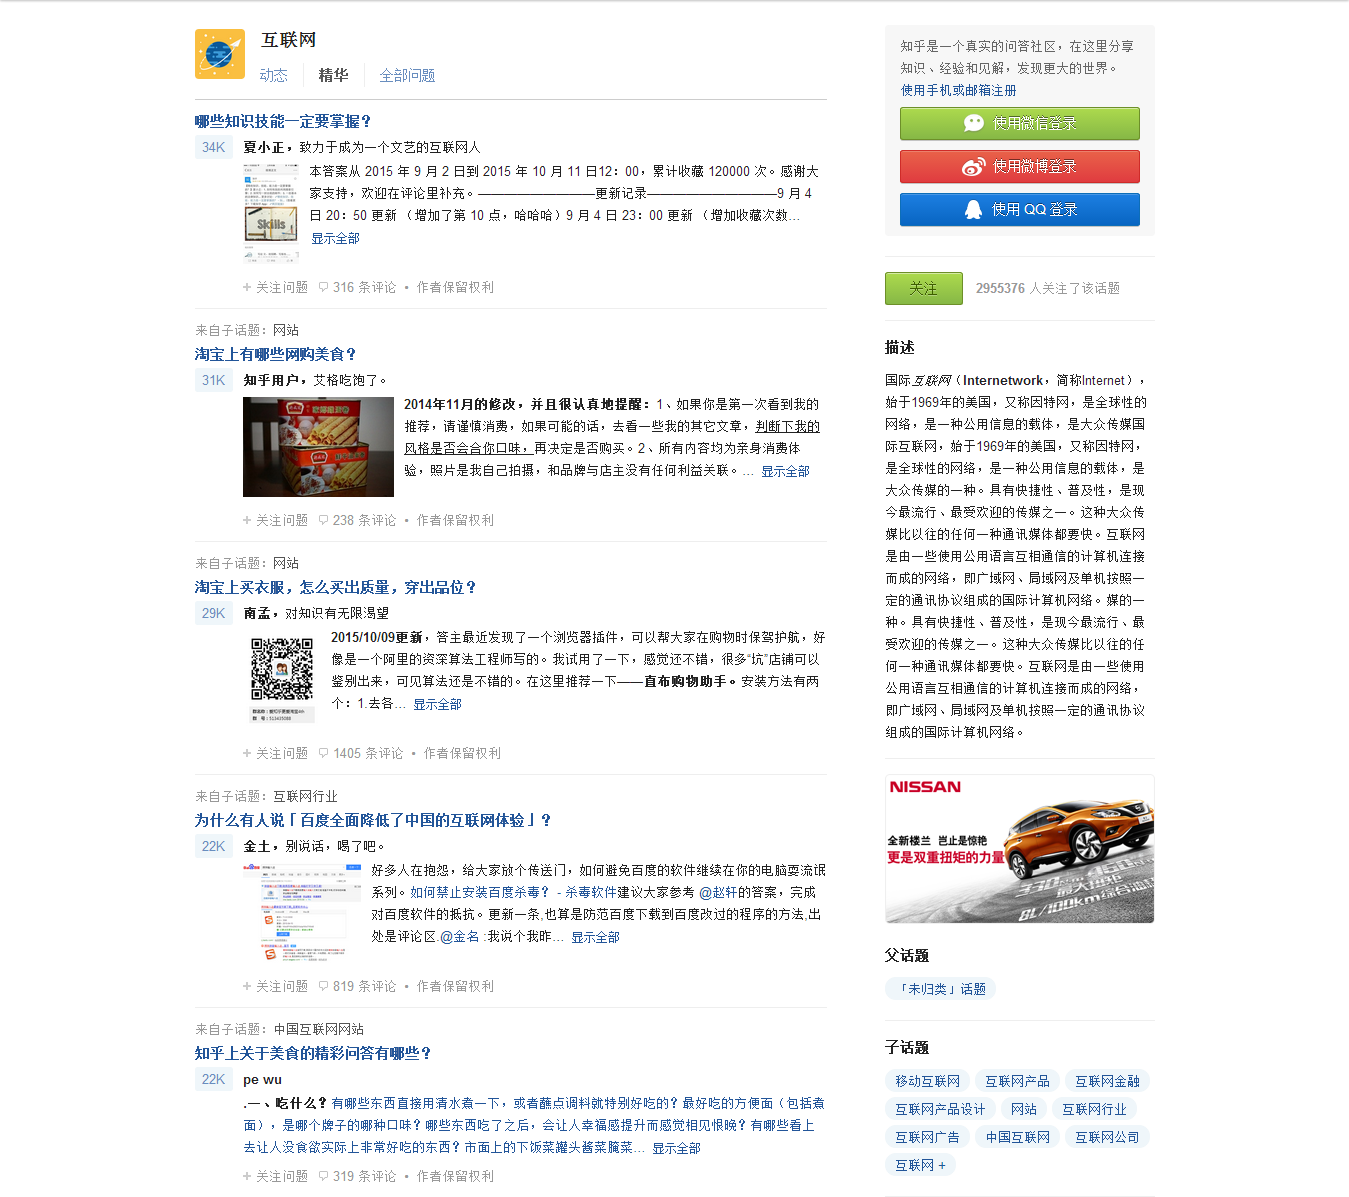 互联网
动态 精华 全部问题
哪些知识技能一定要掌握？
34K 夏小正，致力于成为一个文艺的互联网人
本答案从 2015 年 9 月 2 日到 2015 年 10 月 11 日12：00，累计收藏 120000 次。感谢大
家支持，欢迎在评论里补充。—————————更新记录——————————9 月 4
日 20：50 更新 （增加了第 10 点，哈哈哈）9 月 4 日 23：00 更新 （增加收藏次数…
显示全部
Skills
+ 关注问题 316 条评论 • 作者保留权利
来自子话题：网站
淘宝上有哪些网购美食？
31K 知乎用户，艾格吃饱了。
2014年11月的修改，并且很认真地提醒：1、如果你是第一次看到我的
推荐，请谨慎消费，如果可能的话，去看一些我的其它文章，判断下我的
风格是否会合你口味，再决定是否购买。2、所有内容均为亲身消费体
验，照片是我自己拍摄，和品牌与店主没有任何利益关联。… 显示全部
+ 关注问题 238 条评论 • 作者保留权利
来自子话题：网站
淘宝上买衣服，怎么买出质量，穿出品位？
29K 南孟，对知识有无限渴望
2015/10/09更新，答主最近发现了一个浏览器插件，可以帮大家在购物时保驾护航，好
像是一个阿里的资深算法工程师写的。我试用了一下，感觉还不错，很多“坑”店铺可以
鉴别出来，可见算法还是不错的。在这里推荐一下——直布购物助手。安装方法有两
个：1.去各… 显示全部
+ 关注问题 1405 条评论 • 作者保留权利
来自子话题：互联网行业
为什么有人说「百度全面降低了中国的互联网体验」？
22K 金土，别说话，喝了吧。
好多人在抱怨，给大家放个传送门，如何避免百度的软件继续在你的电脑耍流氓
系列。如何禁止安装百度杀毒？ - 杀毒软件建议大家参考 @赵轩的答案，完成
对百度软件的抵抗。更新一条,也算是防范百度下载到百度改过的程序的方法,出
处是评论区.@金名 :我说个我昨… 显示全部
+ 关注问题 819 条评论 • 作者保留权利
来自子话题：中国互联网网站
知乎上关于美食的精彩问答有哪些？
22K pe wu
.一、吃什么？有哪些东西直接用清水煮一下，或者蘸点调料就特别好吃的？最好吃的方便面（包括煮
面），是哪个牌子的哪种口味？哪些东西吃了之后，会让人幸福感提升而感觉相见恨晚？有哪些看上
去让人没食欲实际上非常好吃的东西？市面上的下饭菜罐头酱菜腌菜… 显示全部
+ 关注问题 319 条评论 • 作者保留权利
知乎是一个真实的问答社区，在这里分享
知识、经验和见解，发现更大的世界。
使用手机或邮箱注册
使用微信登录
使用微博登录
使用 QQ 登录
关注 2955376 人关注了该话题
描述
国际互联网（Internetwork，简称Internet），
始于1969年的美国，又称因特网，是全球性的
网络，是一种公用信息的载体，是大众传媒国
际互联网，始于1969年的美国，又称因特网，
是全球性的网络，是一种公用信息的载体，是
大众传媒的一种。具有快捷性、普及性，是现
今最流行、最受欢迎的传媒之一。这种大众传
媒比以往的任何一种通讯媒体都要快。互联网
是由一些使用公用语言互相通信的计算机连接
而成的网络，即广域网、局域网及单机按照一
定的通讯协议组成的国际计算机网络。媒的一
种。具有快捷性、普及性，是现今最流行、最
受欢迎的传媒之一。这种大众传媒比以往的任
何一种通讯媒体都要快。互联网是由一些使用
公用语言互相通信的计算机连接而成的网络，
即广域网、局域网及单机按照一定的通讯协议
组成的国际计算机网络。
NISSAN
全新楼兰 岂止是惊艳
更是双重扭矩的力量
8L/100km
父话题
「未归类」话题
子话题
移动互联网 互联网产品 互联网金融
互联网产品设计 网站 互联网行业
互联网广告 中国互联网 互联网公司
互联网 +